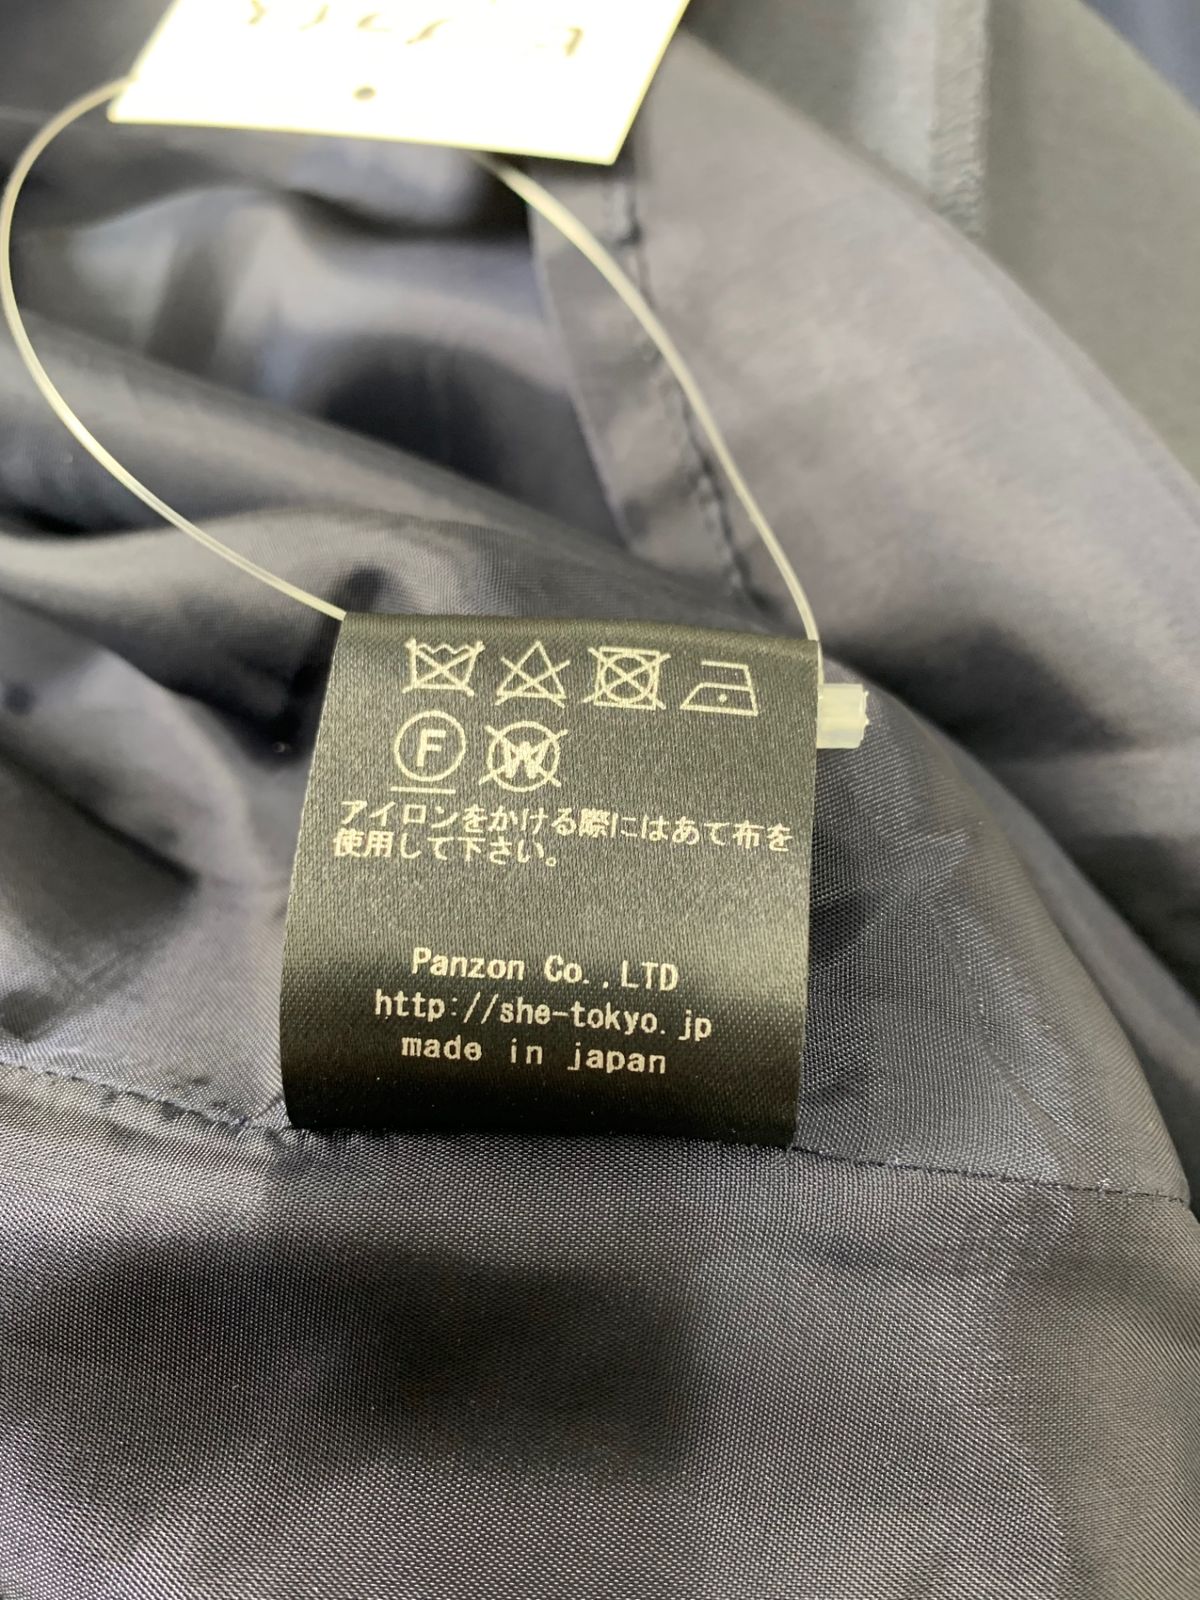 F W
アイロンをかける際にはあて布を
使用して下さい。
Panzon Co.,LTD
http://she-tokyo.jp
made in japan